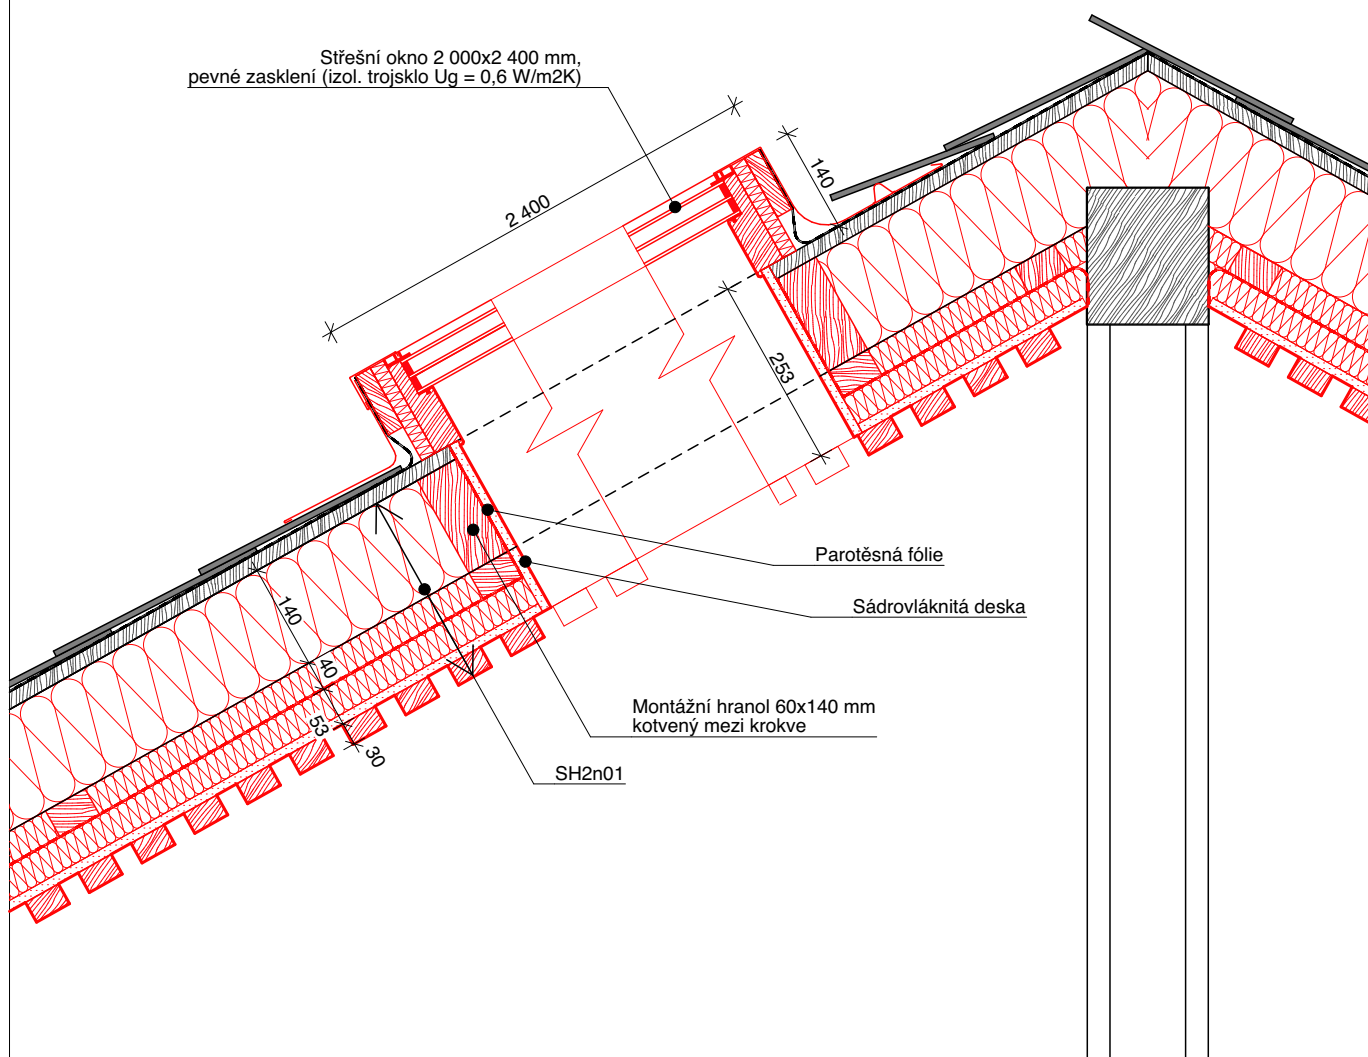 Střešní okno 2 000x2 400 mm,
pevné zasklení (izol. trojsklo Ug = 0,6 W/m2K)
2 400
140
253
Parotěsná fólie
Sádrovláknitá deska
140
40
53
30
Montážní hranol 60x140 mm
kotvený mezi krokve
SH2n01